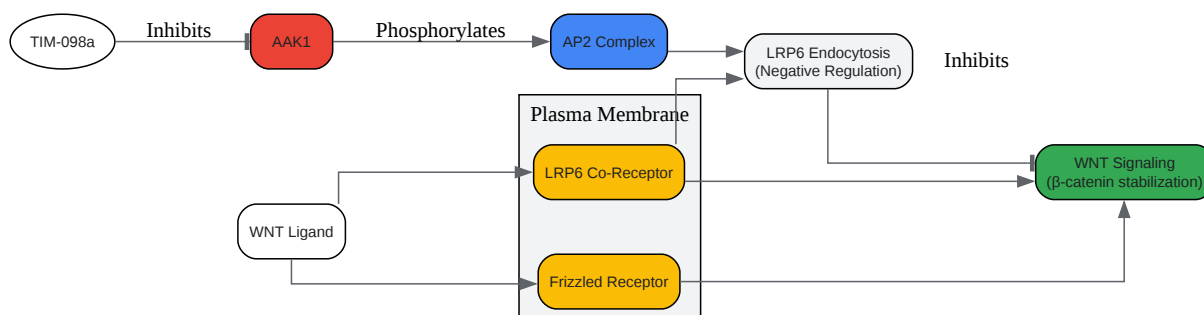 TIM-098a
Inhibits
AAK1
Phosphorylates
AP2 Complex
LRP6 Endocytosis
(Negative Regulation)
Inhibits
Plasma Membrane
LRP6 Co-Receptor
WNT Signaling
(β-catenin stabilization)
WNT Ligand
Frizzled Receptor